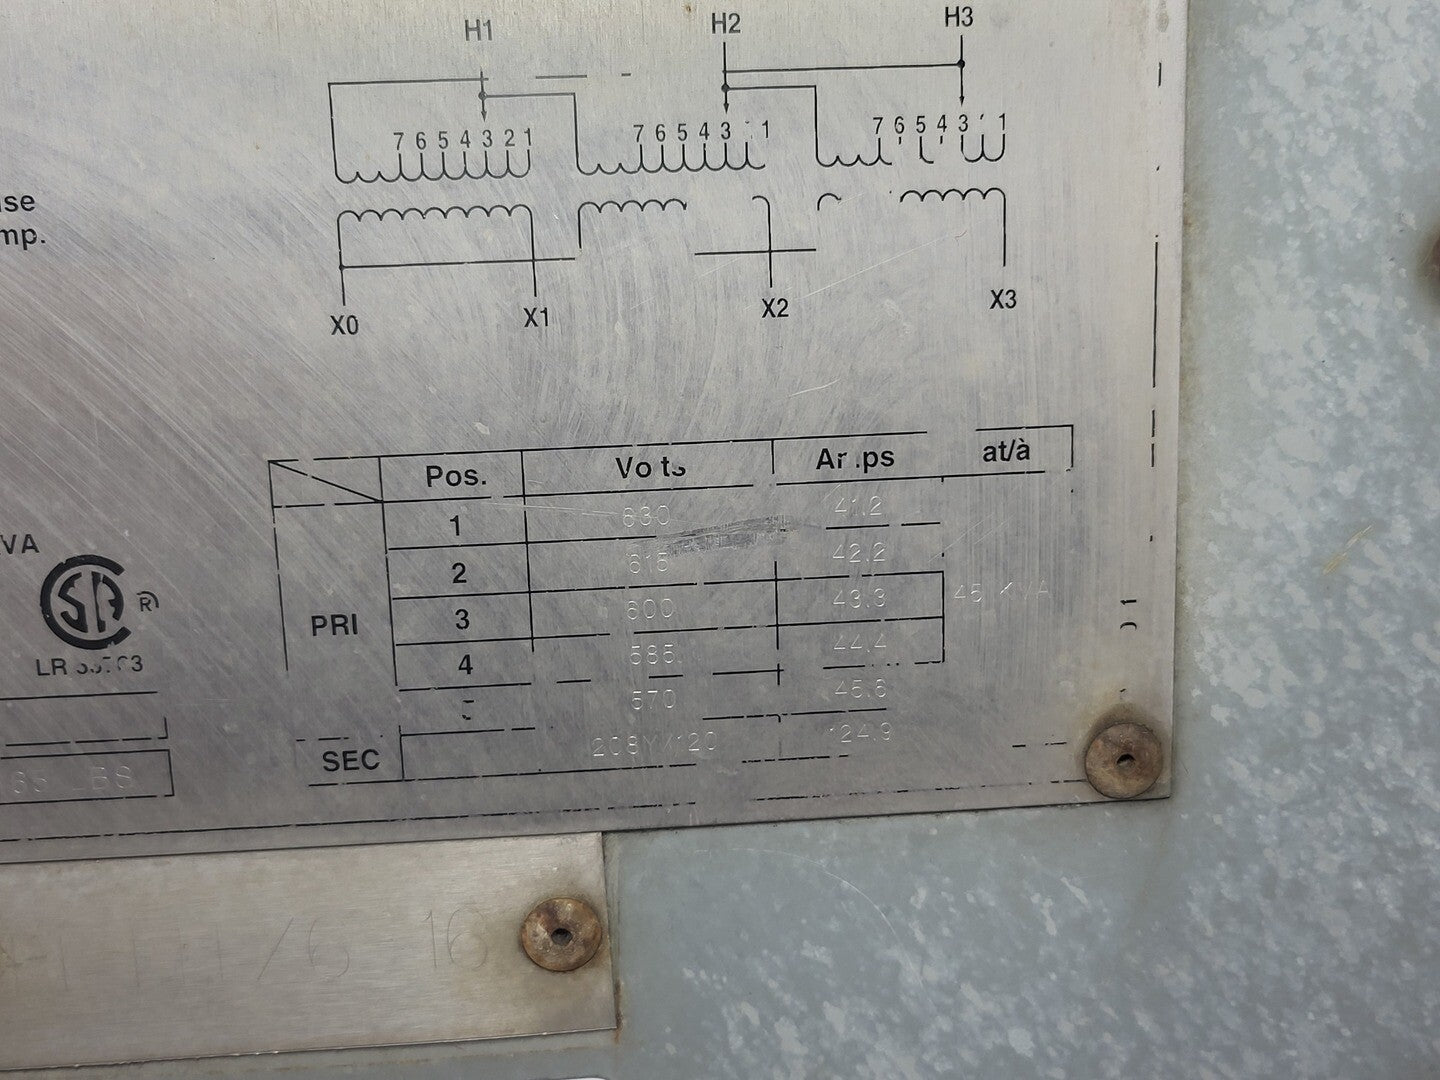 H1 H2 H3
7 6 5 4 3 2 1 7 6 5 4 3 1 7 6 5 4 3 1
se
mp.
X0 X1 X2 X3
Pos. Volts Amps at/à
1 630 41.2
VA
2 615 42.2
PRI 3 600 43.3 45 KVA
4 585 44.4
LR
5 570 45.6
SEC 208Y/120 124.9
16